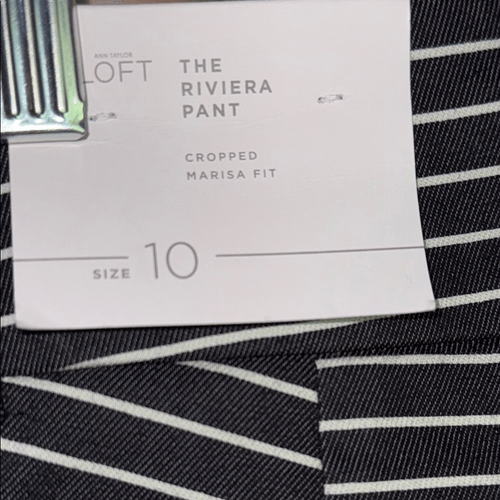 ANN TAYLOR
LOFT
THE
RIVIERA
PANT
CROPPED
MARISA FIT
SIZE 10